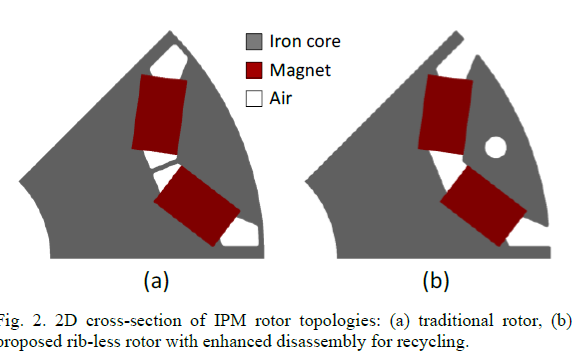 Iron core
Magnet
Air
(a)
(b)
Fig. 2. 2D cross-section of IPM rotor topologies: (a) traditional rotor, (b)
proposed rib-less rotor with enhanced disassembly for recycling.